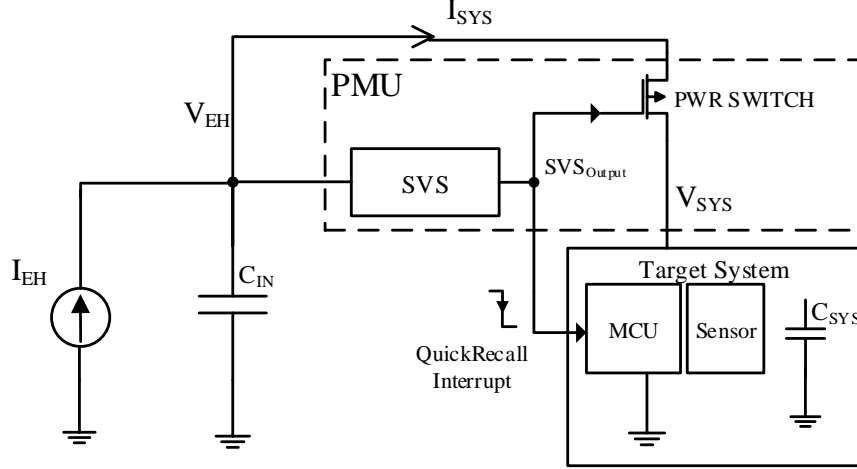 I_SYS
PMU
PWR SWITCH
V_EH
SVS
SVS_Output
V_SYS
I_EH
C_IN
Target System
MCU
Sensor
C_SYS
QuickRecall
Interrupt